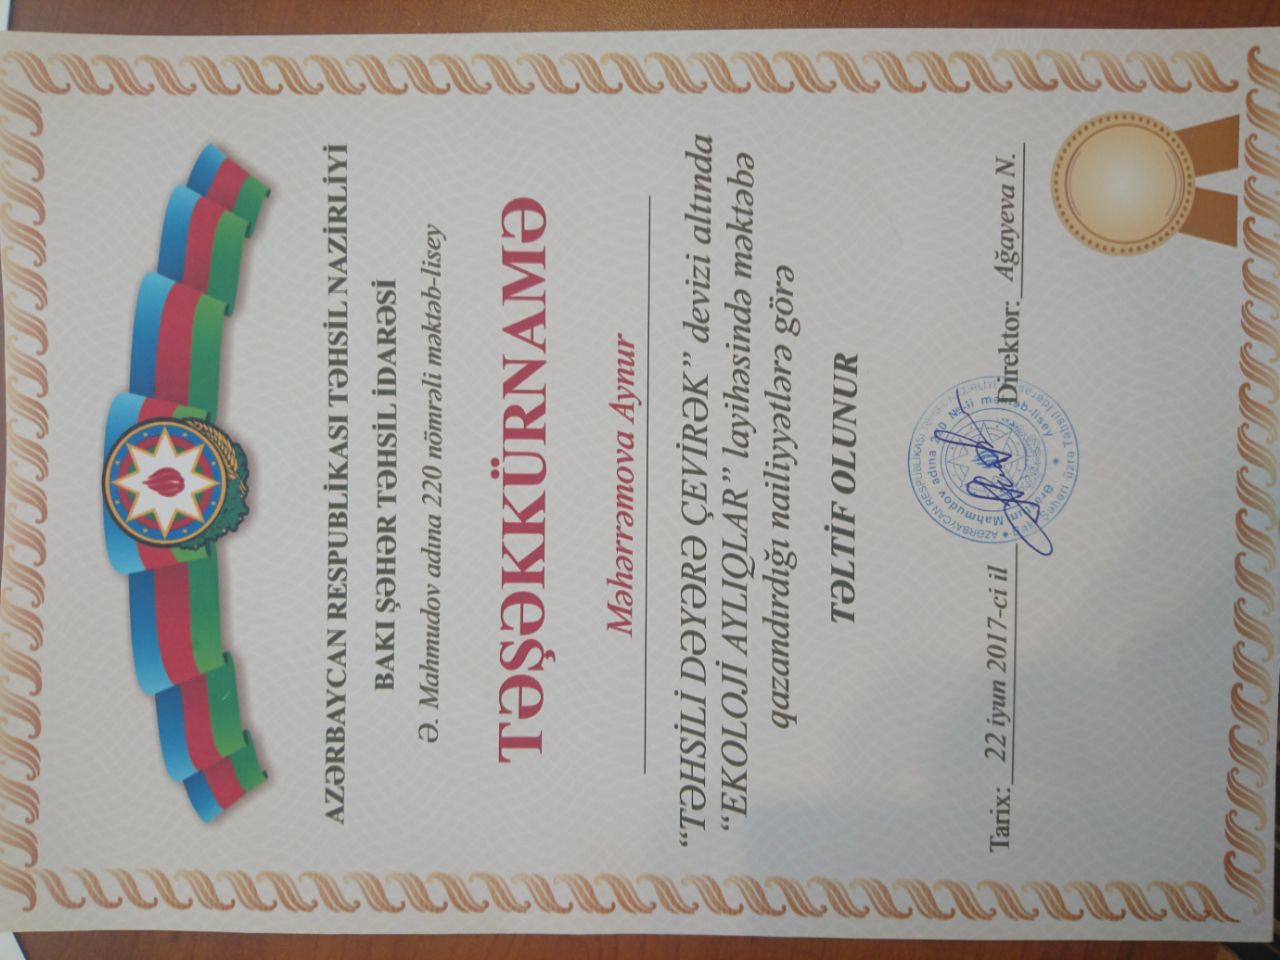 AZƏRBAYCAN RESPUBLİKASI TƏHSİL NAZİRLİYİ
BAKI ŞƏHƏR TƏHSİL İDARƏSİ
Ə. Mahmudov adına 220 nömrəli məktəb-lisey
TƏŞƏKKÜRNAMƏ
Məhərrəmova Aynur
“TƏHSİLİ DƏYƏRƏ ÇEVİRƏK” devizi altında
“EKOLOJİ AYLIQLAR” layihəsində məktəbə
qazandırdığı nailiyyətlərə görə
TƏLTİF OLUNUR
Tarix: 22 iyun 2017-ci il Direktor: Ağayeva N.